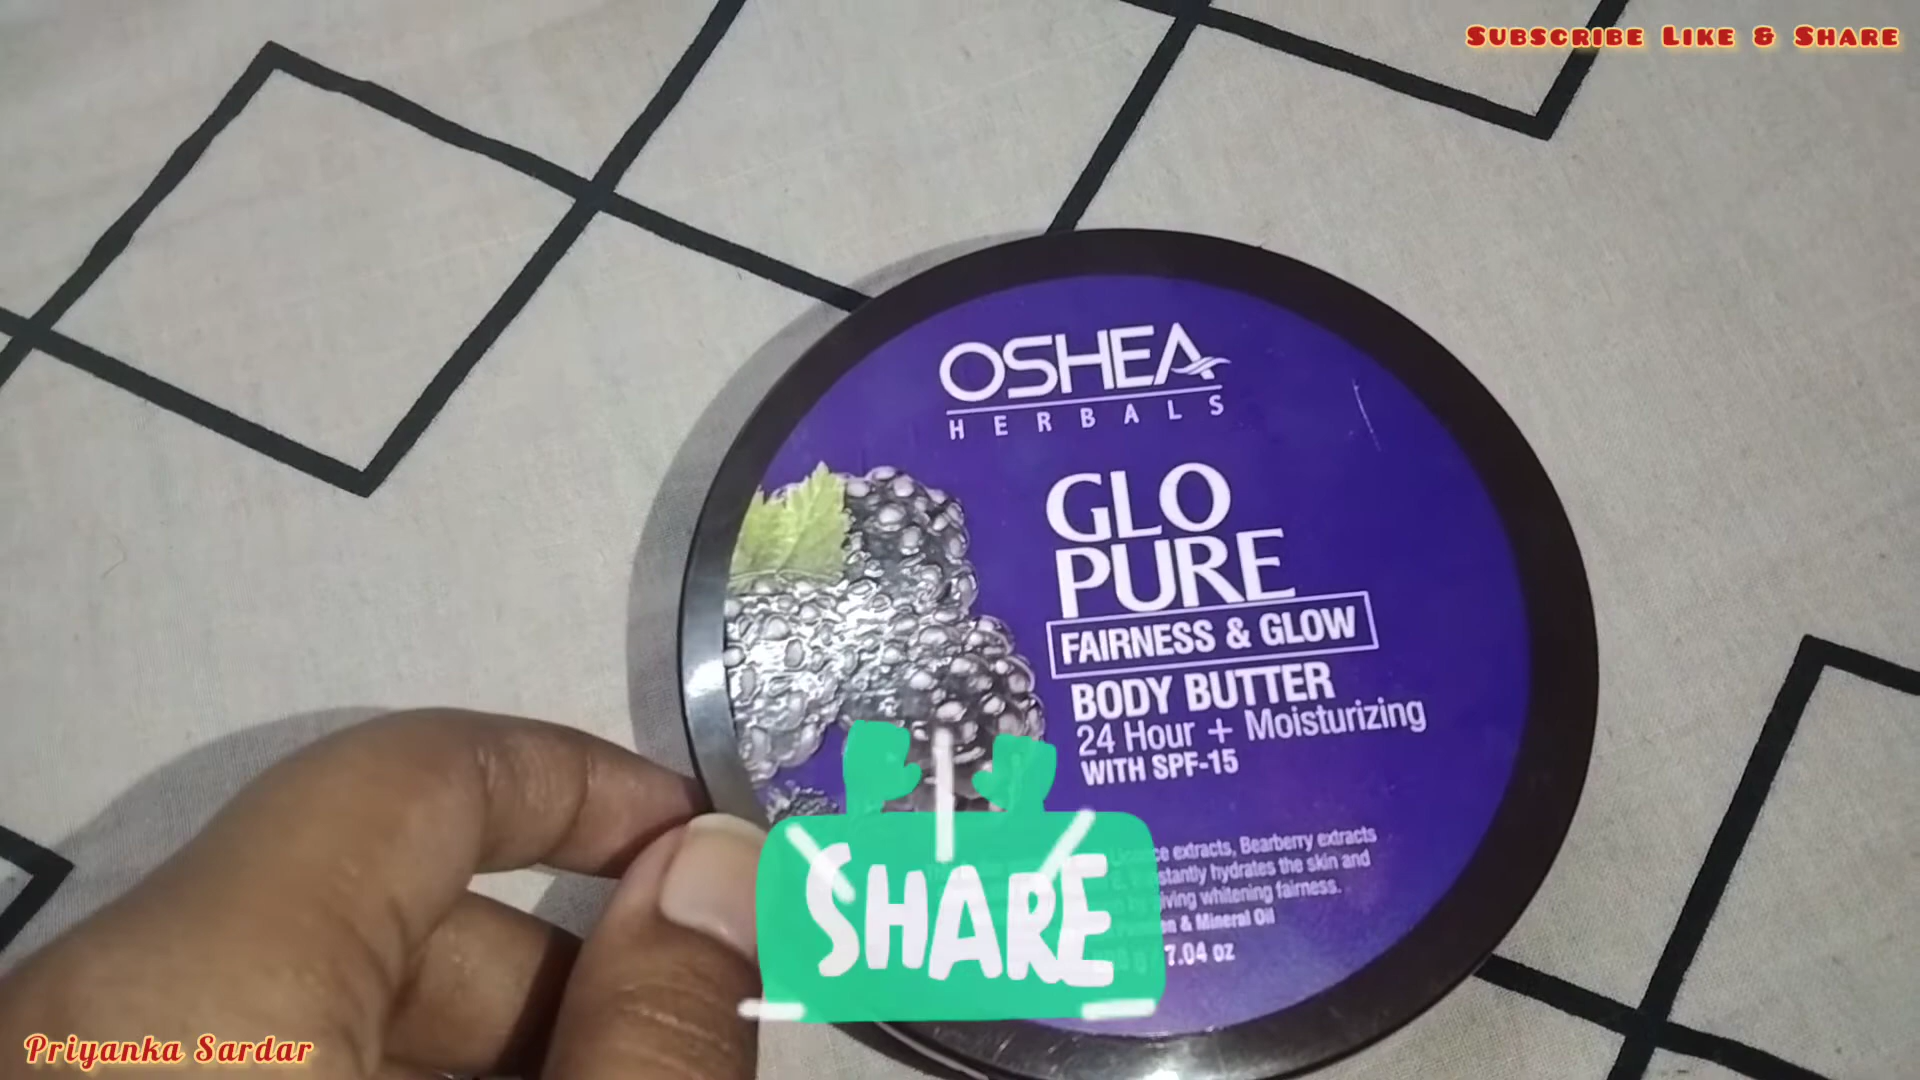 Subscribe Like & Share
OSHEA
HERBALS
GLO
PURE
FAIRNESS & GLOW
BODY BUTTER
24 Hour + Moisturizing
WITH SPF-15
extracts, Bearberry extracts
hydrates the skin and
whitening fairness.
& Mineral Oil
7.04 oz
SHARE
Priyanka Sardar